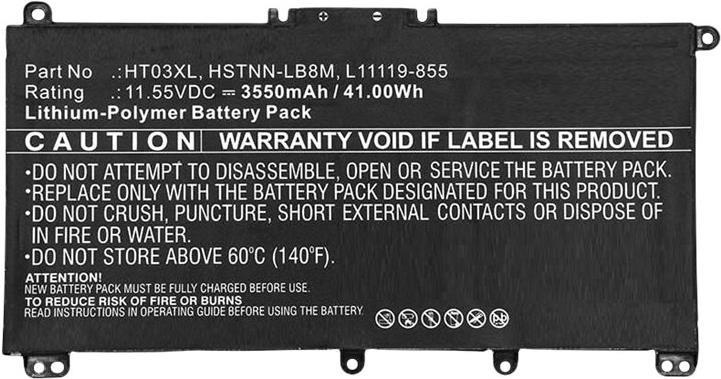 Part No .: HT03XL, HSTNN-LB8M, L11119-855
Rating .: 11.55VDC ⎓ 3550mAh / 41.00Wh
Lithium-Polymer Battery Pack
CAUTION WARRANTY VOID IF LABEL IS REMOVED
•DO NOT ATTEMPT TO DISASSEMBLE, OPEN OR SERVICE THE BATTERY PACK.
•REPLACE ONLY WITH THE BATTERY PACK DESIGNATED FOR THIS PRODUCT.
•DO NOT CRUSH, PUNCTURE, SHORT EXTERNAL CONTACTS OR DISPOSE OF
IN FIRE OR WATER.
•DO NOT STORE ABOVE 60°C (140°F).
ATTENTION!
NEW BATTERY PACK MUST BE FULLY CHARGED BEFORE USE.
TO REDUCE RISK OF FIRE OR BURNS
READ INSTRUCTIONS IN OPERATING GUIDE BEFORE USING THE BATTERY.